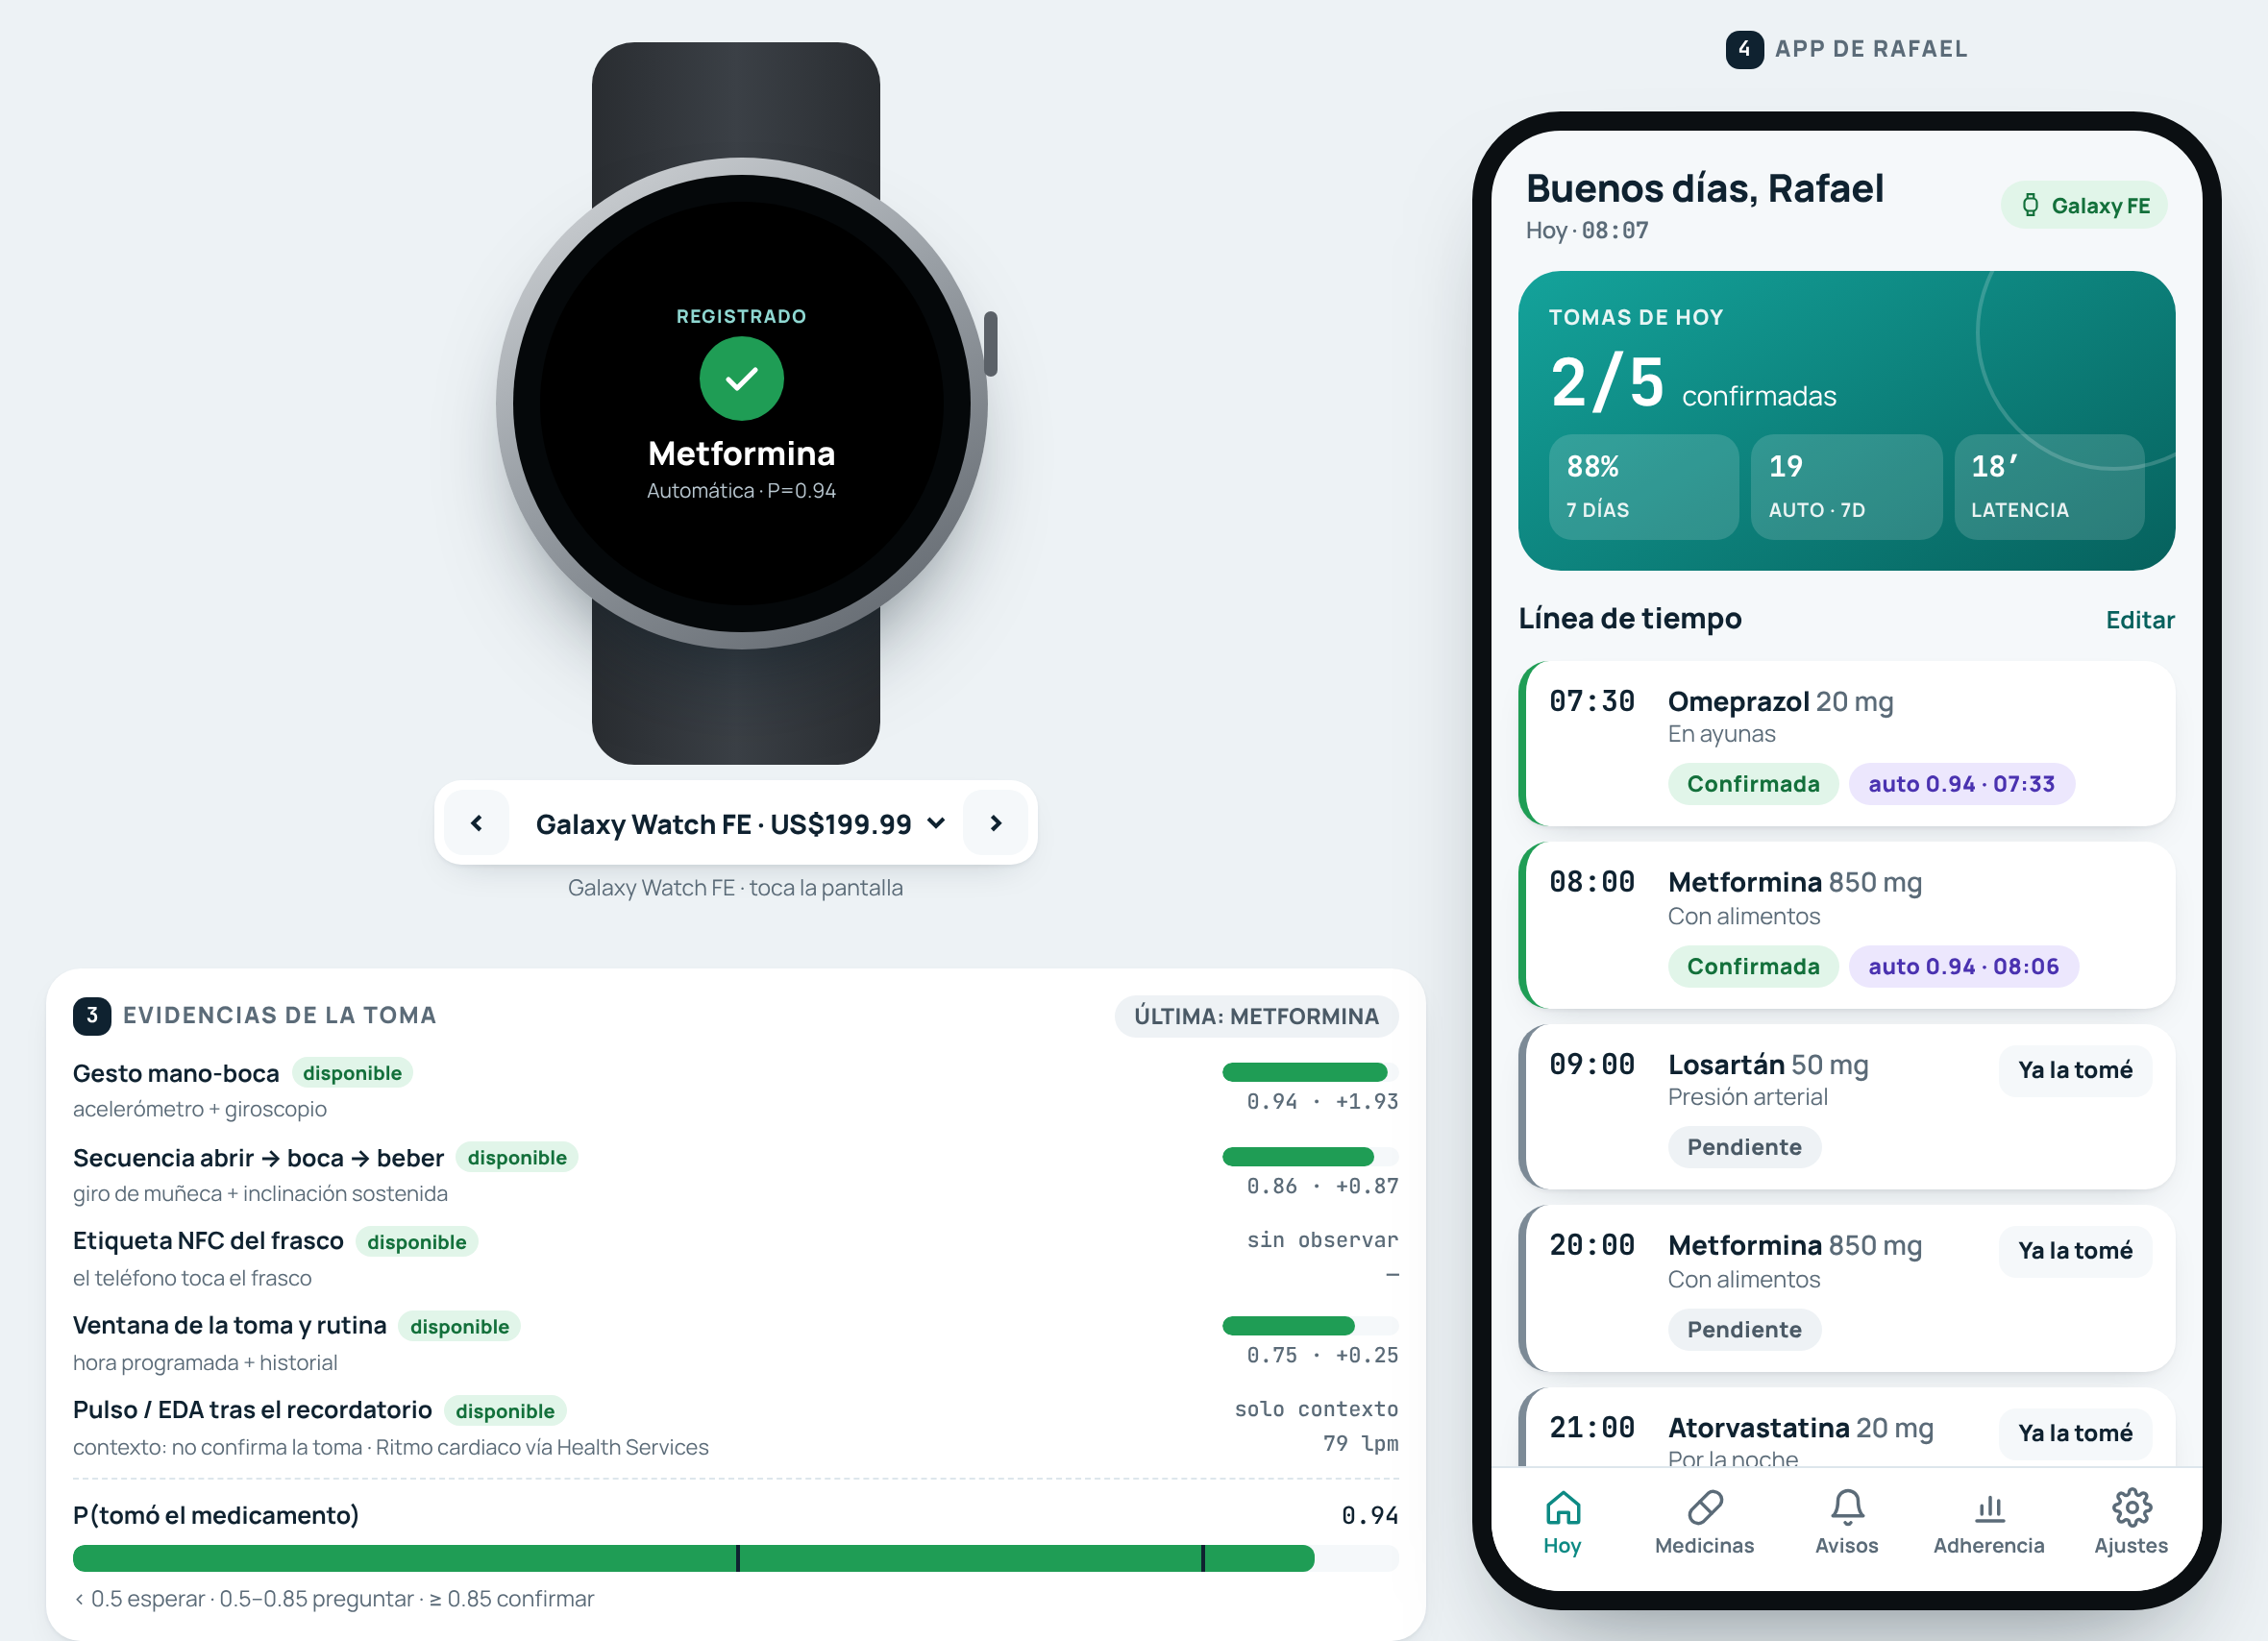 REGISTRADO
Metformina
Automática · P=0.94
Galaxy Watch FE · US$199.99
Galaxy Watch FE · toca la pantalla
3 EVIDENCIAS DE LA TOMA
ÚLTIMA: METFORMINA
Gesto mano-boca disponible
acelerómetro + giroscopio
0.94 · +1.93
Secuencia abrir → boca → beber disponible
giro de muñeca + inclinación sostenida
0.86 · +0.87
Etiqueta NFC del frasco disponible
el teléfono toca el frasco
sin observar
—
Ventana de la toma y rutina disponible
hora programada + historial
0.75 · +0.25
Pulso / EDA tras el recordatorio disponible
contexto: no confirma la toma · Ritmo cardiaco vía Health Services
solo contexto
79 lpm
P(tomó el medicamento) 0.94
< 0.5 esperar · 0.5–0.85 preguntar · ≥ 0.85 confirmar
4 APP DE RAFAEL
Buenos días, Rafael
Hoy · 08:07
Galaxy FE
TOMAS DE HOY
2/5 confirmadas
88%
7 DÍAS
19
AUTO · 7D
18′
LATENCIA
Línea de tiempo
Editar
07:30 Omeprazol 20 mg
En ayunas
Confirmada auto 0.94 · 07:33
08:00 Metformina 850 mg
Con alimentos
Confirmada auto 0.94 · 08:06
09:00 Losartán 50 mg Ya la tomé
Presión arterial
Pendiente
20:00 Metformina 850 mg Ya la tomé
Con alimentos
Pendiente
21:00 Atorvastatina 20 mg Ya la tomé
Por la noche
Hoy
Medicinas
Avisos
Adherencia
Ajustes